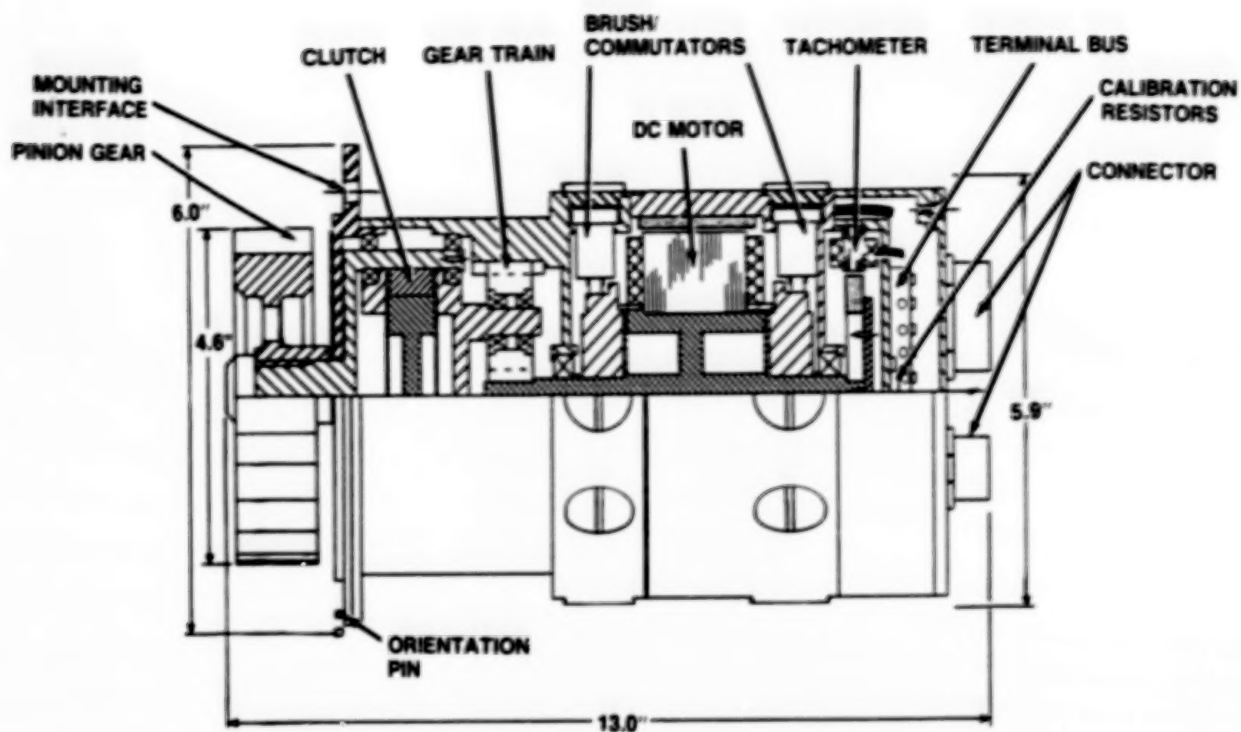 BRUSH/
COMMUTATORS
CLUTCH
GEAR TRAIN
TACHOMETER
TERMINAL BUS
MOUNTING
INTERFACE
CALIBRATION
RESISTORS
DC MOTOR
PINION GEAR
CONNECTOR
6.0"
4.6"
5.9"
ORIENTATION
PIN
13.0"